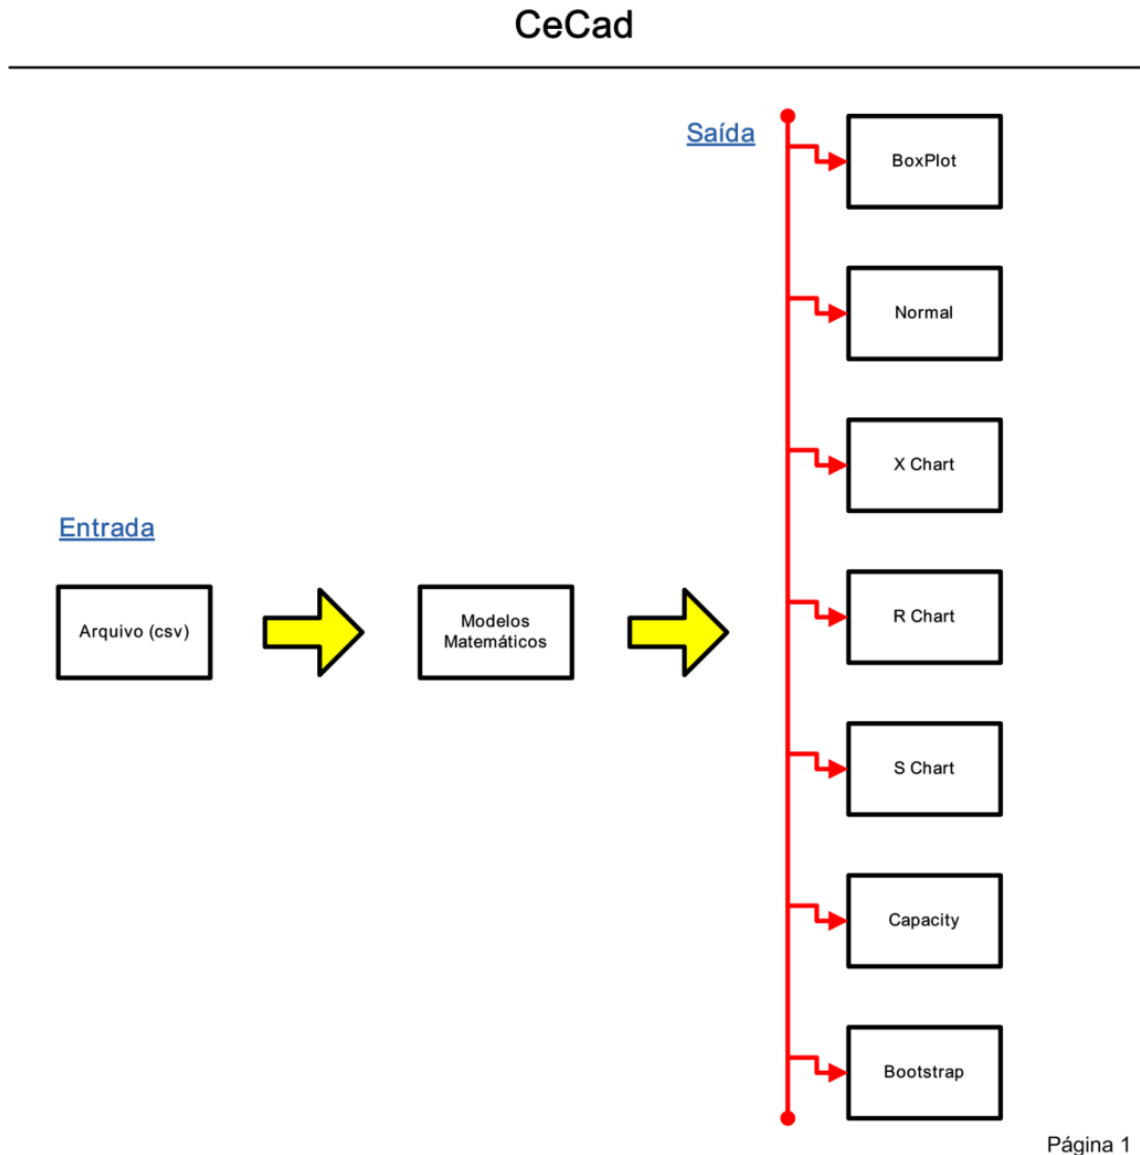 CeCad
Saída
BoxPlot
Normal
X Chart
Entrada
Arquivo (csv)
Modelos
Matemáticos
R Chart
S Chart
Capacity
Bootstrap
Página 1